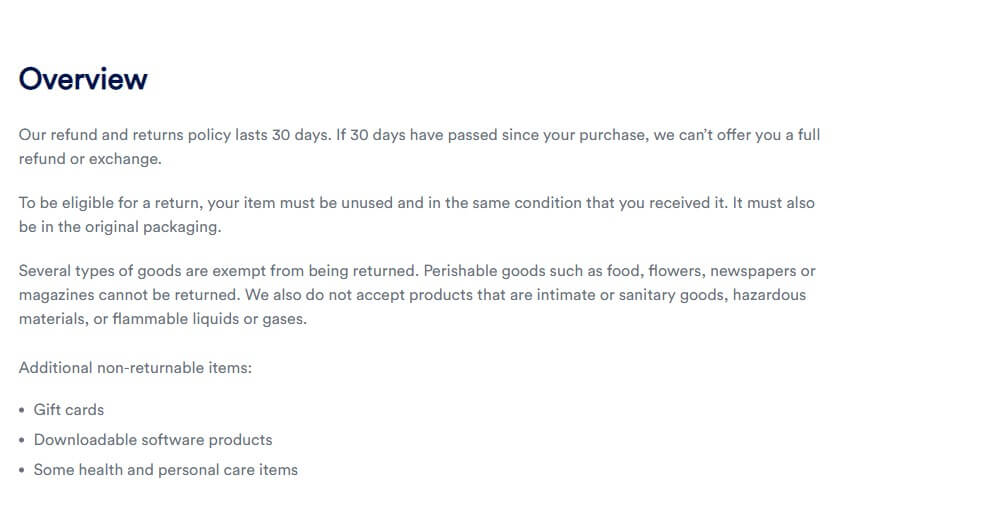 Overview
Our refund and returns policy lasts 30 days. If 30 days have passed since your purchase, we can’t offer you a full
refund or exchange.
To be eligible for a return, your item must be unused and in the same condition that you received it. It must also
be in the original packaging.
Several types of goods are exempt from being returned. Perishable goods such as food, flowers, newspapers or
magazines cannot be returned. We also do not accept products that are intimate or sanitary goods, hazardous
materials, or flammable liquids or gases.
Additional non-returnable items:
• Gift cards
• Downloadable software products
• Some health and personal care items